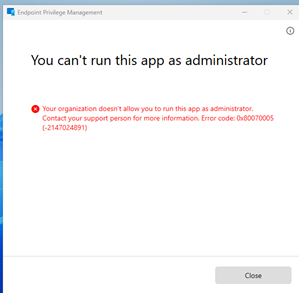 Endpoint Privilege Management
You can't run this app as administrator
Your organization doesn't allow you to run this app as administrator.
Contact your support person for more information. Error code: 0x80070005
(-2147024891)
Close